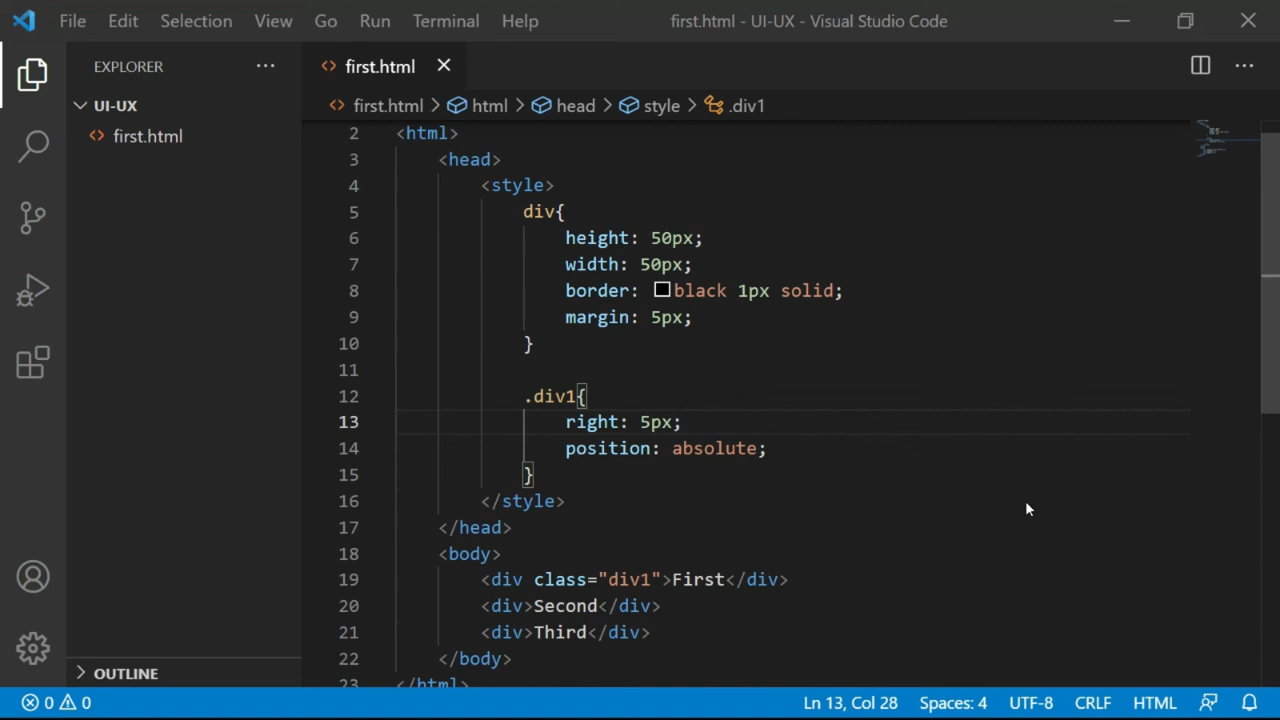 File Edit Selection View Go Run Terminal Help first.html - UI-UX - Visual Studio Code
EXPLORER
UI-UX
first.html
OUTLINE
first.html
first.html > html > head > style > .div1
2 <html>
3 <head>
4 <style>
5 div{
6 height: 50px;
7 width: 50px;
8 border: black 1px solid;
9 margin: 5px;
10 }
11
12 .div1{
13 right: 5px;
14 position: absolute;
15 }
16 </style>
17 </head>
18 <body>
19 <div class="div1">First</div>
20 <div>Second</div>
21 <div>Third</div>
22 </body>
23 </html>
0 0 Ln 13, Col 28 Spaces: 4 UTF-8 CRLF HTML